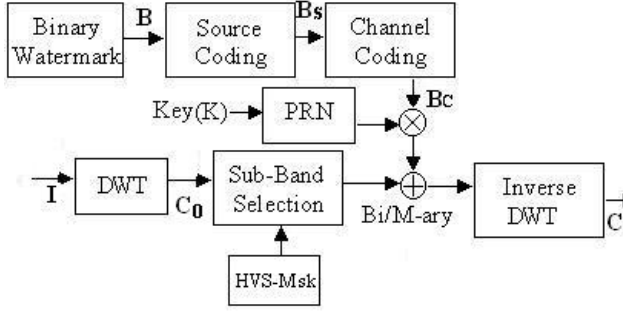 Binary
Watermark
B
Source
Coding
Bs
Channel
Coding
Bc
Key(K)
PRN
I
DWT
C0
Sub-Band
Selection
Bi/M-ary
Inverse
DWT
C
HVS-Msk